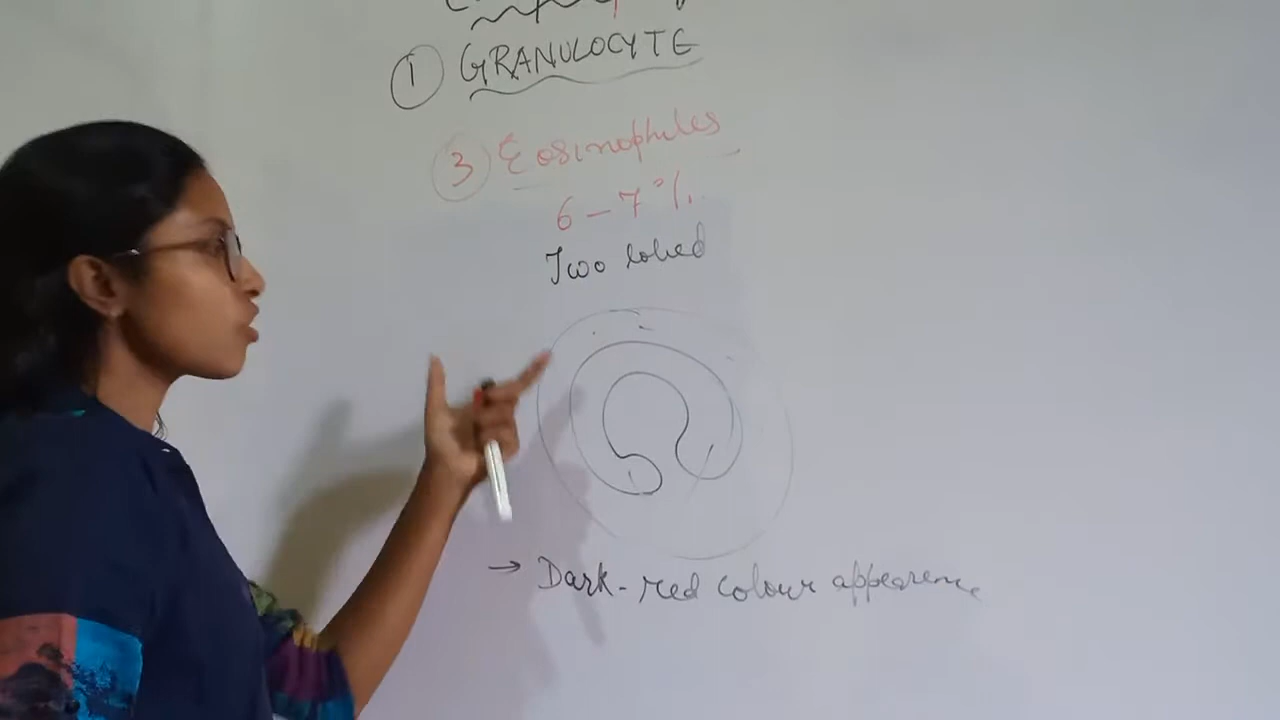 ① GRANULOCYTE
③ Eosinophiles
6-7%.
Two lobed
→ Dark-red colour appearence